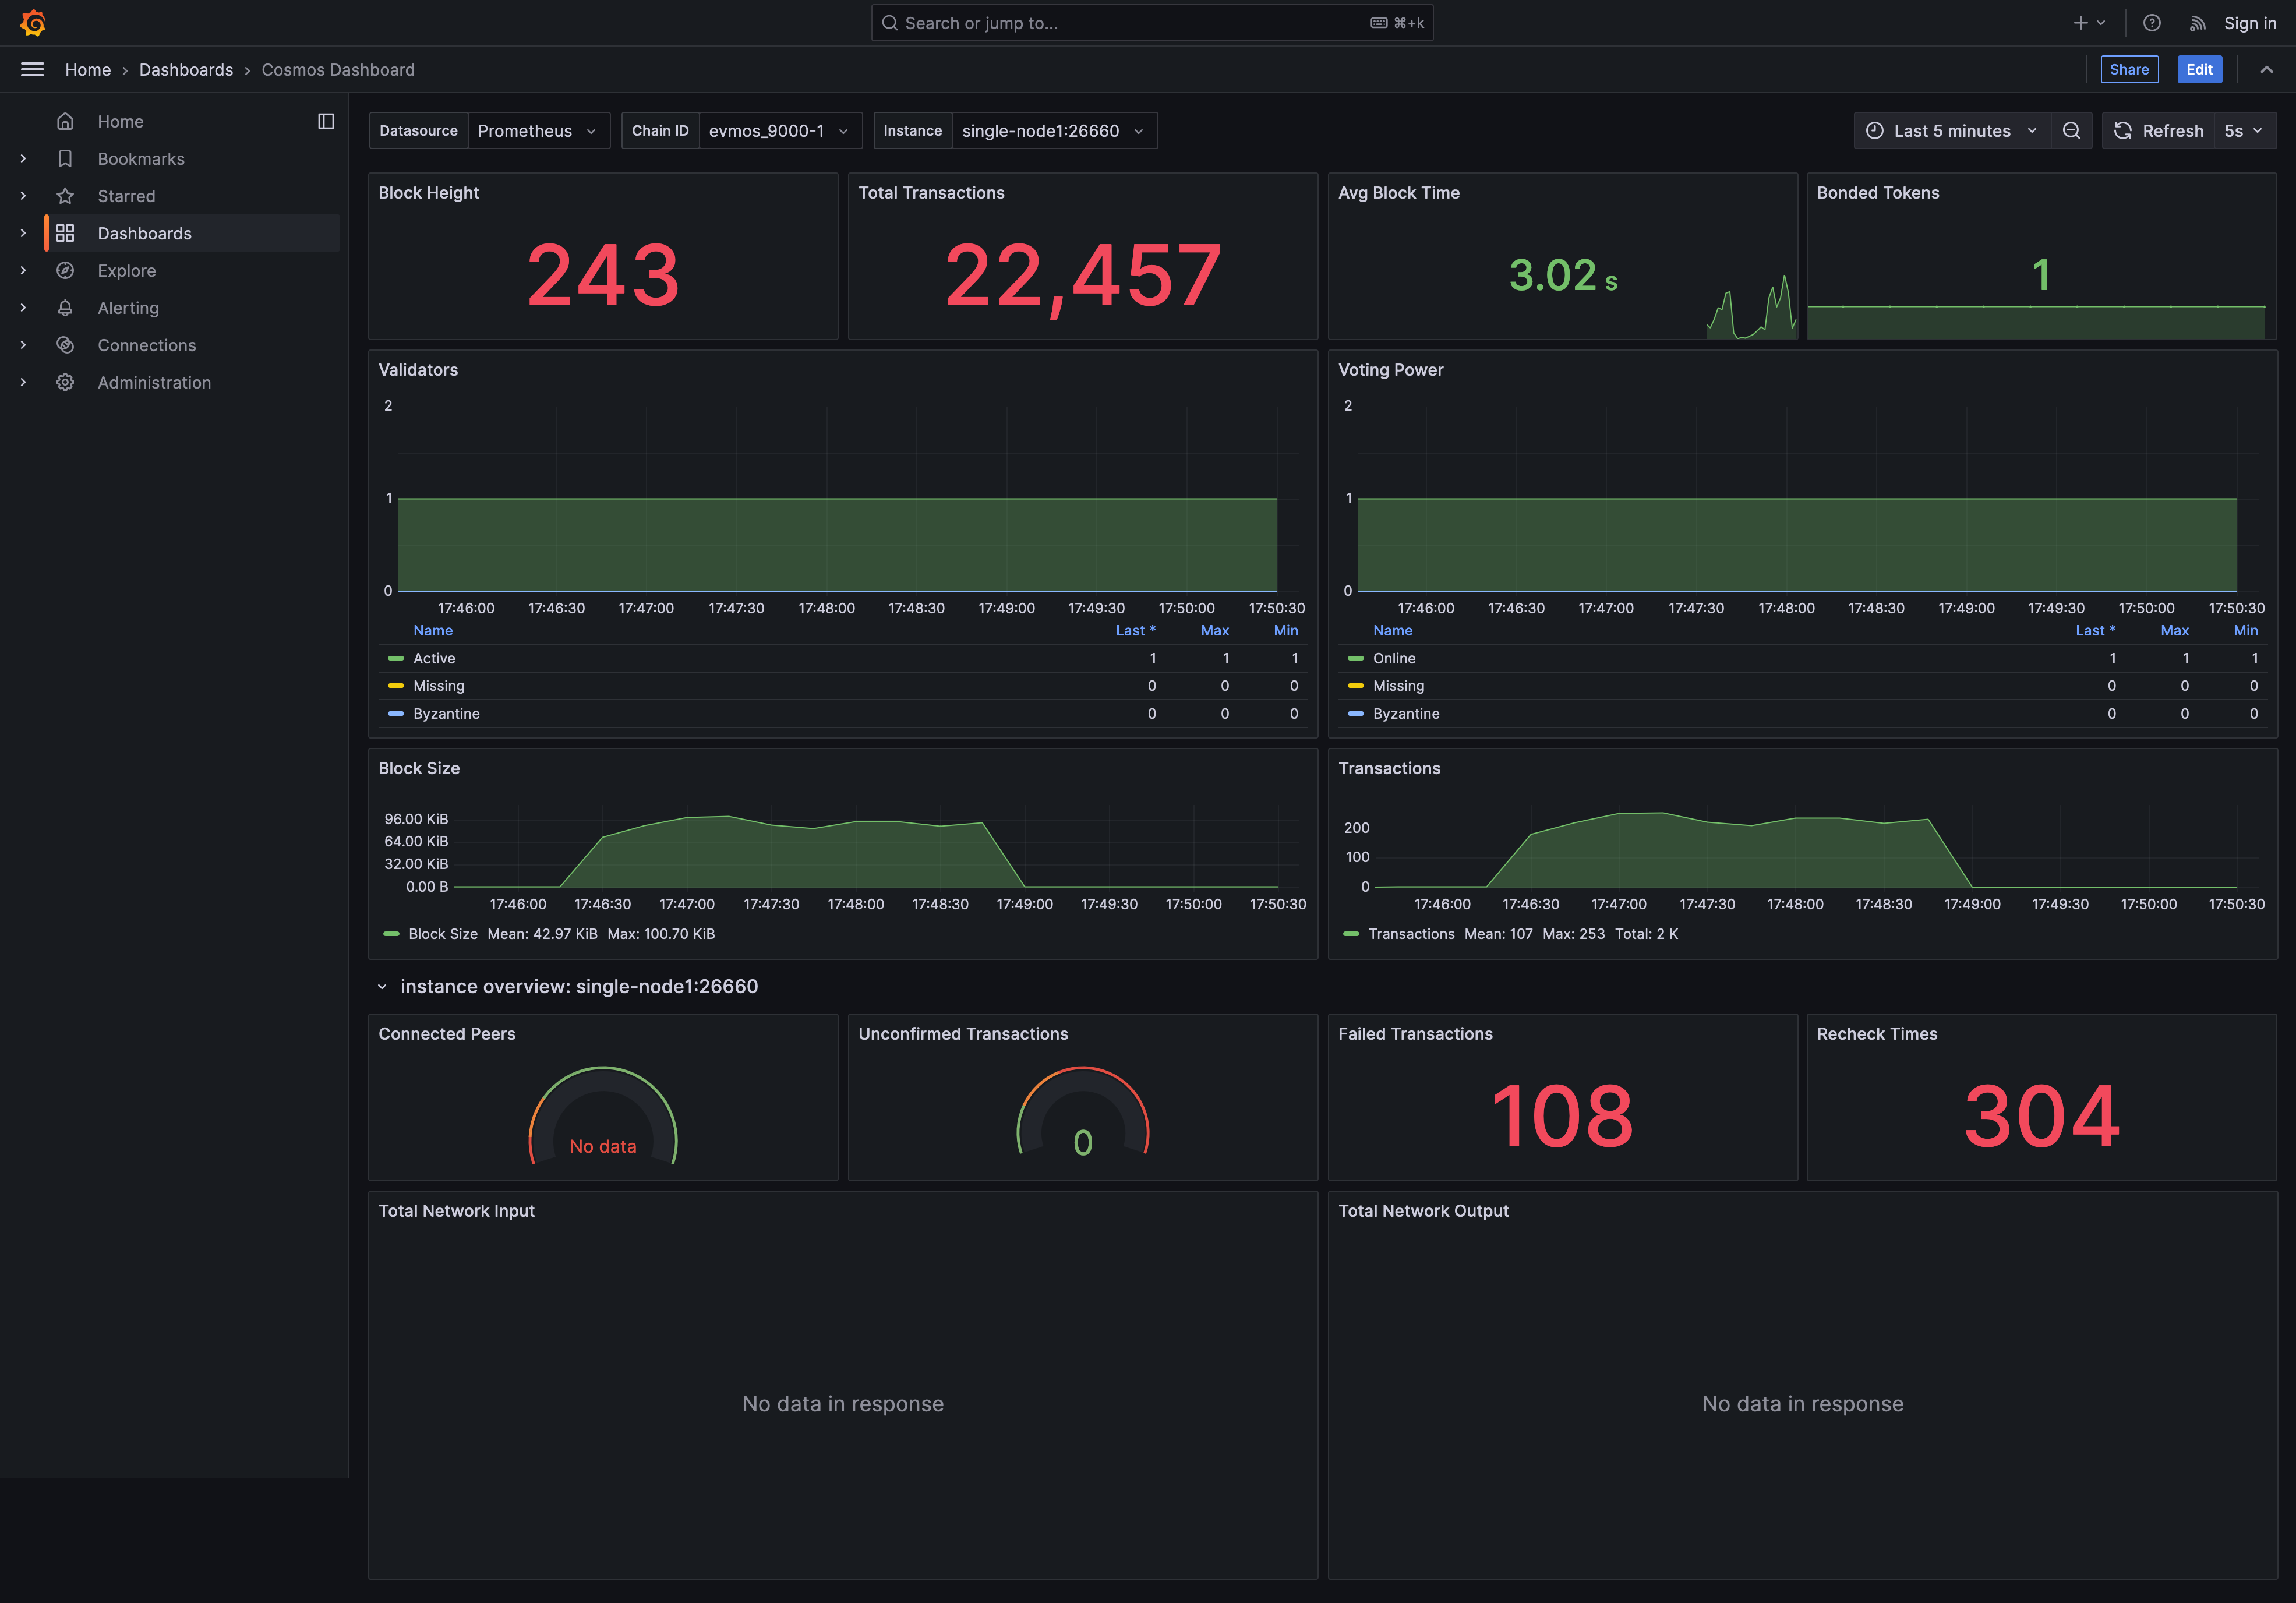 Search or jump to... ⌘+k Sign in
Home › Dashboards › Cosmos Dashboard Share Edit
Home
Bookmarks
Starred
Dashboards
Explore
Alerting
Connections
Administration
Datasource Prometheus Chain ID evmos_9000-1 Instance single-node1:26660 Last 5 minutes Refresh 5s
Block Height Total Transactions Avg Block Time Bonded Tokens
243 22,457 3.02 s 1
Validators
2
1
0
17:46:00 17:46:30 17:47:00 17:47:30 17:48:00 17:48:30 17:49:00 17:49:30 17:50:00 17:50:30
Name Last * Max Min
Active 1 1 1
Missing 0 0 0
Byzantine 0 0 0
Voting Power
2
1
0
17:46:00 17:46:30 17:47:00 17:47:30 17:48:00 17:48:30 17:49:00 17:49:30 17:50:00 17:50:30
Name Last * Max Min
Online 1 1 1
Missing 0 0 0
Byzantine 0 0 0
Block Size
96.00 KiB
64.00 KiB
32.00 KiB
0.00 B
17:46:00 17:46:30 17:47:00 17:47:30 17:48:00 17:48:30 17:49:00 17:49:30 17:50:00 17:50:30
Block Size Mean: 42.97 KiB Max: 100.70 KiB
Transactions
200
100
0
17:46:00 17:46:30 17:47:00 17:47:30 17:48:00 17:48:30 17:49:00 17:49:30 17:50:00 17:50:30
Transactions Mean: 107 Max: 253 Total: 2 K
instance overview: single-node1:26660
Connected Peers Unconfirmed Transactions Failed Transactions Recheck Times
No data 0 108 304
Total Network Input Total Network Output
No data in response No data in response